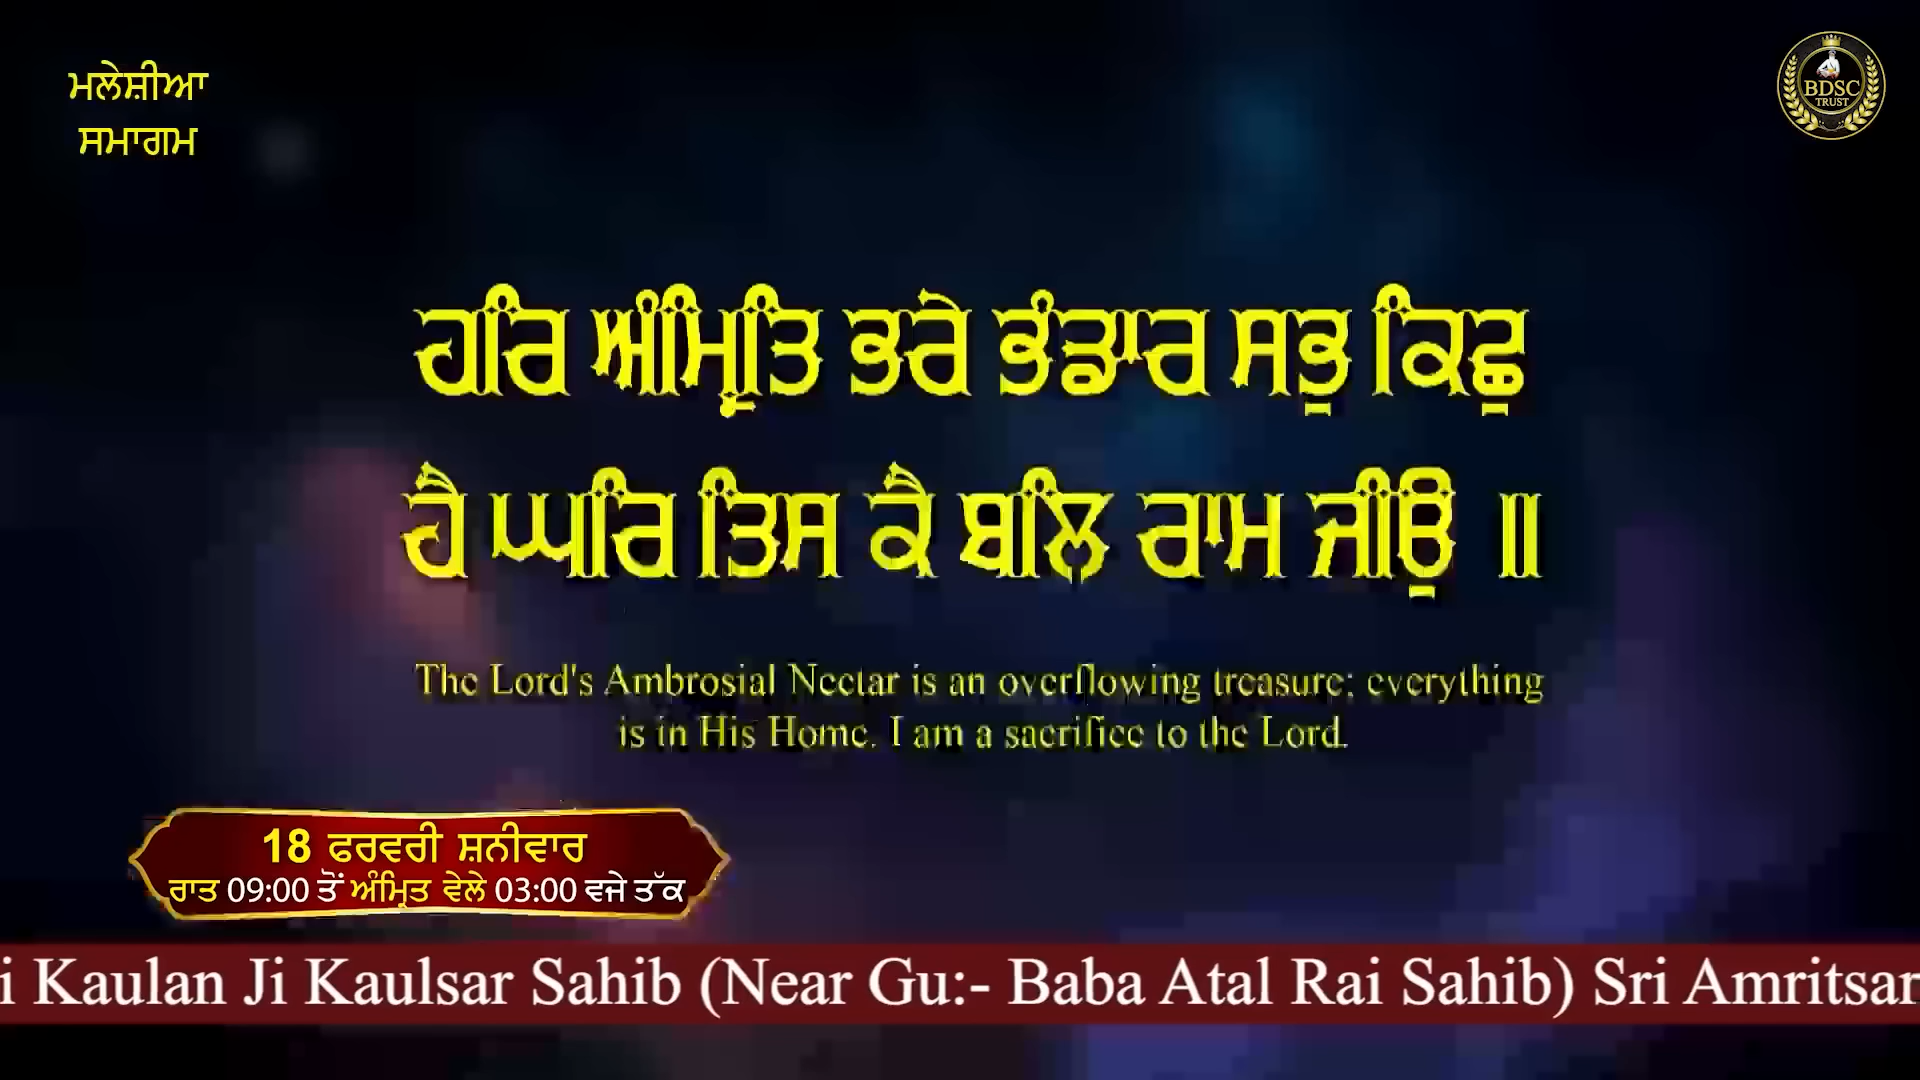 ਮਲੇਸ਼ੀਆ
ਸਮਾਗਮ
BDSC
TRUST
ਹਰਿ ਅੰਮ੍ਰਿਤ ਭਰੇ ਭੰਡਾਰ ਸਭੁ ਕਿਛੁ
ਹੈ ਘਰਿ ਤਿਸ ਕੈ ਬਲਿ ਰਾਮ ਜੀਉ ॥
The Lord's Ambrosial Nectar is an overflowing treasure; everything
is in His Home. I am a sacrifice to the Lord.
18 ਫਰਵਰੀ ਸ਼ਨੀਵਾਰ
ਰਾਤ 09:00 ਤੋਂ ਅੰਮ੍ਰਿਤ ਵੇਲੇ 03:00 ਵਜੇ ਤੱਕ
i Kaulan Ji Kaulsar Sahib (Near Gu:- Baba Atal Rai Sahib) Sri Amritsar